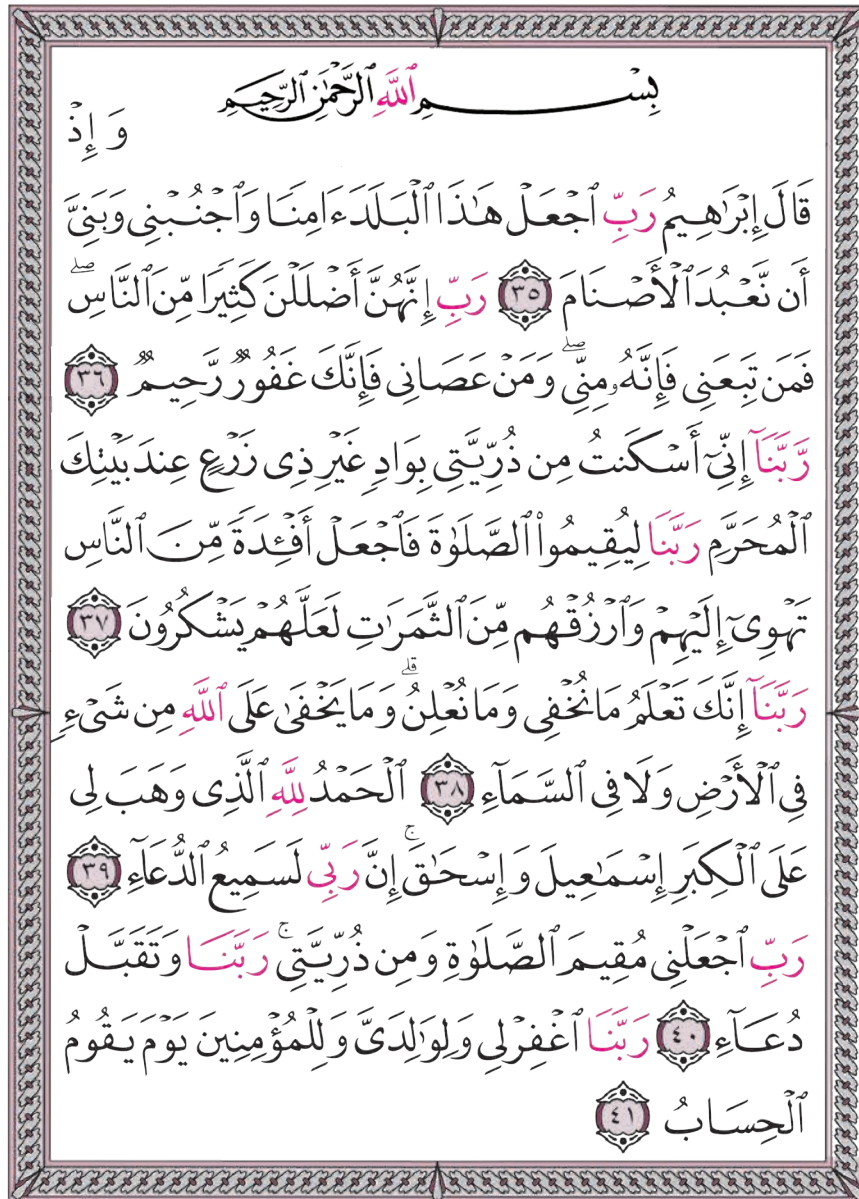 بِسْمِ ٱللَّهِ ٱلرَّحْمَٰنِ ٱلرَّحِيمِ
وَإِذْ
قَالَ إِبْرَٰهِيمُ رَبِّ ٱجْعَلْ هَٰذَا ٱلْبَلَدَ ءَامِنًا وَٱجْنُبْنِى وَبَنِىَّ
أَن نَّعْبُدَ ٱلْأَصْنَامَ ٣٥ رَبِّ إِنَّهُنَّ أَضْلَلْنَ كَثِيرًا مِّنَ ٱلنَّاسِ ۖ
فَمَن تَبِعَنِى فَإِنَّهُۥ مِنِّى ۖ وَمَنْ عَصَانِى فَإِنَّكَ غَفُورٌ رَّحِيمٌ ٣٦
رَّبَّنَآ إِنِّىٓ أَسْكَنتُ مِن ذُرِّيَّتِى بِوَادٍ غَيْرِ ذِى زَرْعٍ عِندَ بَيْتِكَ
ٱلْمُحَرَّمِ رَبَّنَا لِيُقِيمُوا۟ ٱلصَّلَوٰةَ فَٱجْعَلْ أَفْـِٔدَةً مِّنَ ٱلنَّاسِ
تَهْوِىٓ إِلَيْهِمْ وَٱرْزُقْهُم مِّنَ ٱلثَّمَرَٰتِ لَعَلَّهُمْ يَشْكُرُونَ ٣٧
رَبَّنَآ إِنَّكَ تَعْلَمُ مَا نُخْفِى وَمَا نُعْلِنُ ۗ وَمَا يَخْفَىٰ عَلَى ٱللَّهِ مِن شَىْءٍ
فِى ٱلْأَرْضِ وَلَا فِى ٱلسَّمَآءِ ٣٨ ٱلْحَمْدُ لِلَّهِ ٱلَّذِى وَهَبَ لِى
عَلَى ٱلْكِبَرِ إِسْمَٰعِيلَ وَإِسْحَٰقَ ۚ إِنَّ رَبِّى لَسَمِيعُ ٱلدُّعَآءِ ٣٩
رَبِّ ٱجْعَلْنِى مُقِيمَ ٱلصَّلَوٰةِ وَمِن ذُرِّيَّتِى ۚ رَبَّنَا وَتَقَبَّلْ
دُعَآءِ ٤٠ رَبَّنَا ٱغْفِرْ لِى وَلِوَٰلِدَىَّ وَلِلْمُؤْمِنِينَ يَوْمَ يَقُومُ
ٱلْحِسَابُ ٤١